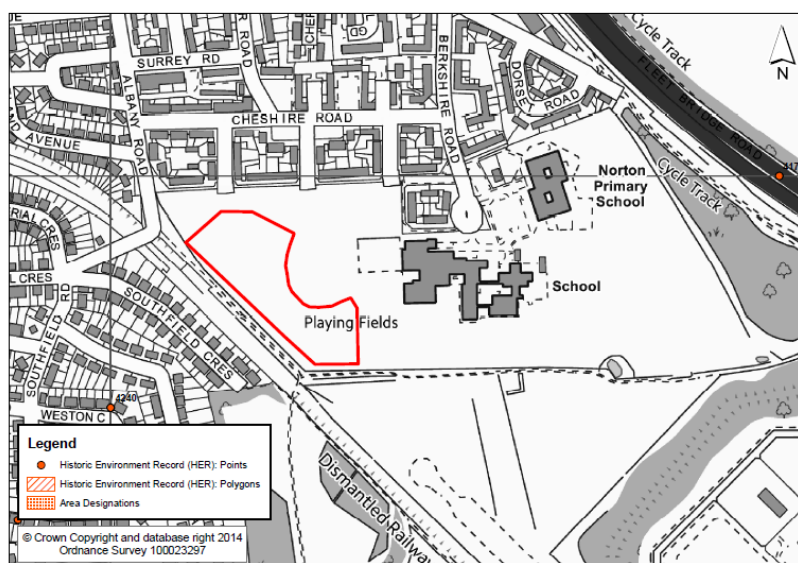 SURREY RD
ALBANY ROAD
CHESHIRE ROAD
BERKSHIRE ROAD
ROAD
Cycle Track
FLEET BRIDGE ROAD
N
AVENUE
417
Norton
Primary
School
Cycle Track
CRES
SOUTHFIELD RD
SOUTHFIELD CRES
School
Playing Fields
4240
WESTON C
Dismantled Railway
Legend
Historic Environment Record (HER): Points
Historic Environment Record (HER): Polygons
Area Designations
© Crown Copyright and database right 2014
Ordnance Survey 100023297